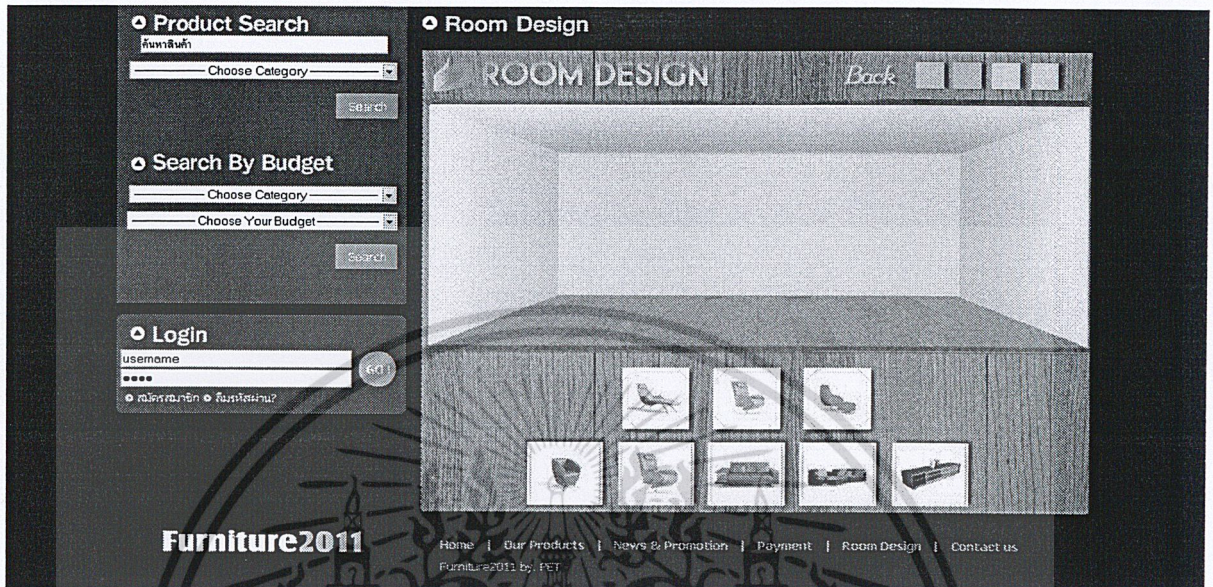 Product Search
ค้นหาสินค้า
Choose Category
Search
Search By Budget
Choose Category
Choose Your Budget
Search
Login
username
GO!
สมัครสมาชิก ลืมรหัสผ่าน?
Room Design
ROOM DESIGN Back
Furniture2011
Home | Our Products | News & Promotion | Payment | Room Design | Contact us
Furniture2011 by. PET